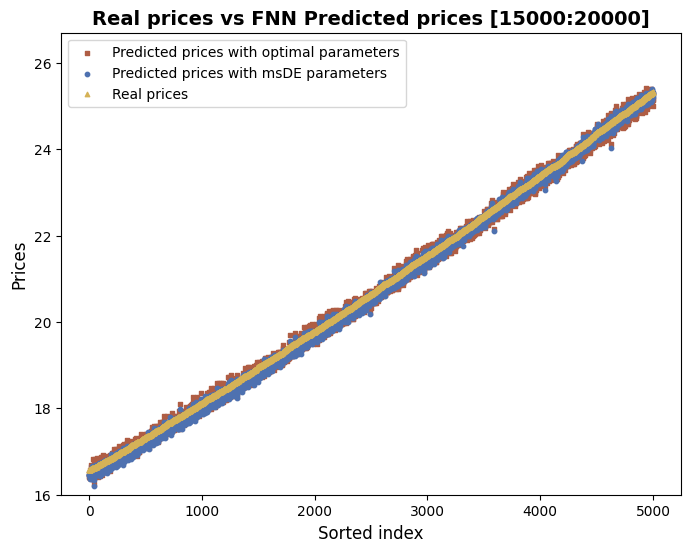 Real prices vs FNN Predicted prices [15000:20000]
Predicted prices with optimal parameters
Predicted prices with msDE parameters
Real prices
Prices
26
24
22
20
18
16
0 1000 2000 3000 4000 5000
Sorted index